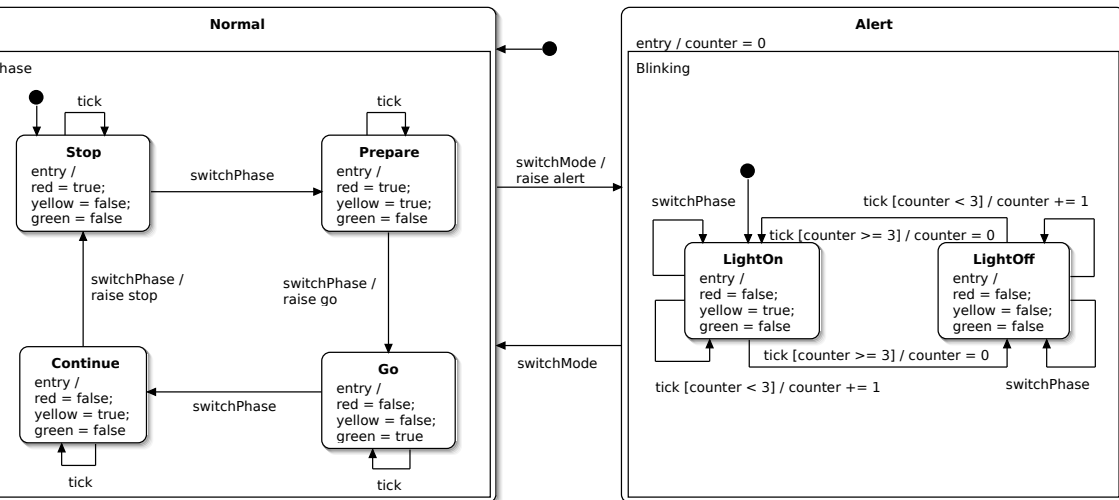 Normal
hase
tick
Stop
entry /
red = true;
yellow = false;
green = false
switchPhase
tick
Prepare
entry /
red = true;
yellow = true;
green = false
switchPhase /
raise stop
switchPhase /
raise go
Continue
entry /
red = false;
yellow = true;
green = false
tick
switchPhase
Go
entry /
red = false;
yellow = false;
green = true
tick
switchMode /
raise alert
switchMode
Alert
entry / counter = 0
Blinking
switchPhase
tick [counter < 3] / counter += 1
tick [counter >= 3] / counter = 0
LightOn
entry /
red = false;
yellow = true;
green = false
LightOff
entry /
red = false;
yellow = false;
green = false
tick [counter >= 3] / counter = 0
tick [counter < 3] / counter += 1
switchPhase